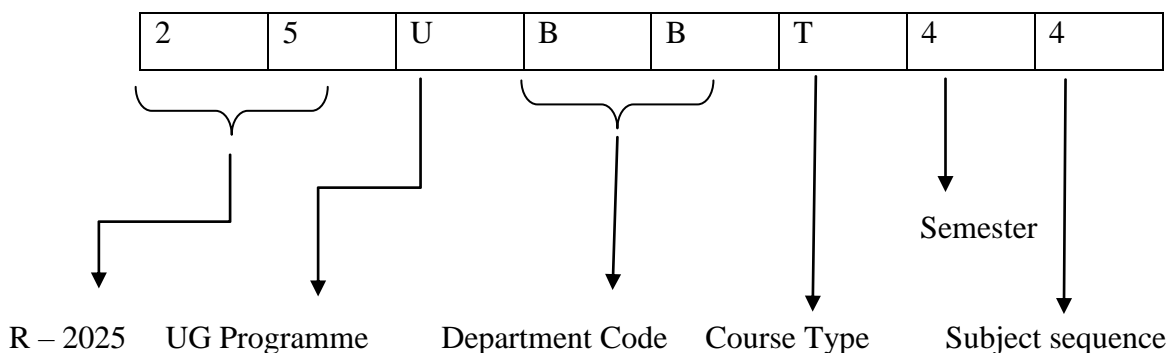 2 5 U B B T 4 4
Semester
R – 2025 UG Programme Department Code Course Type Subject sequence